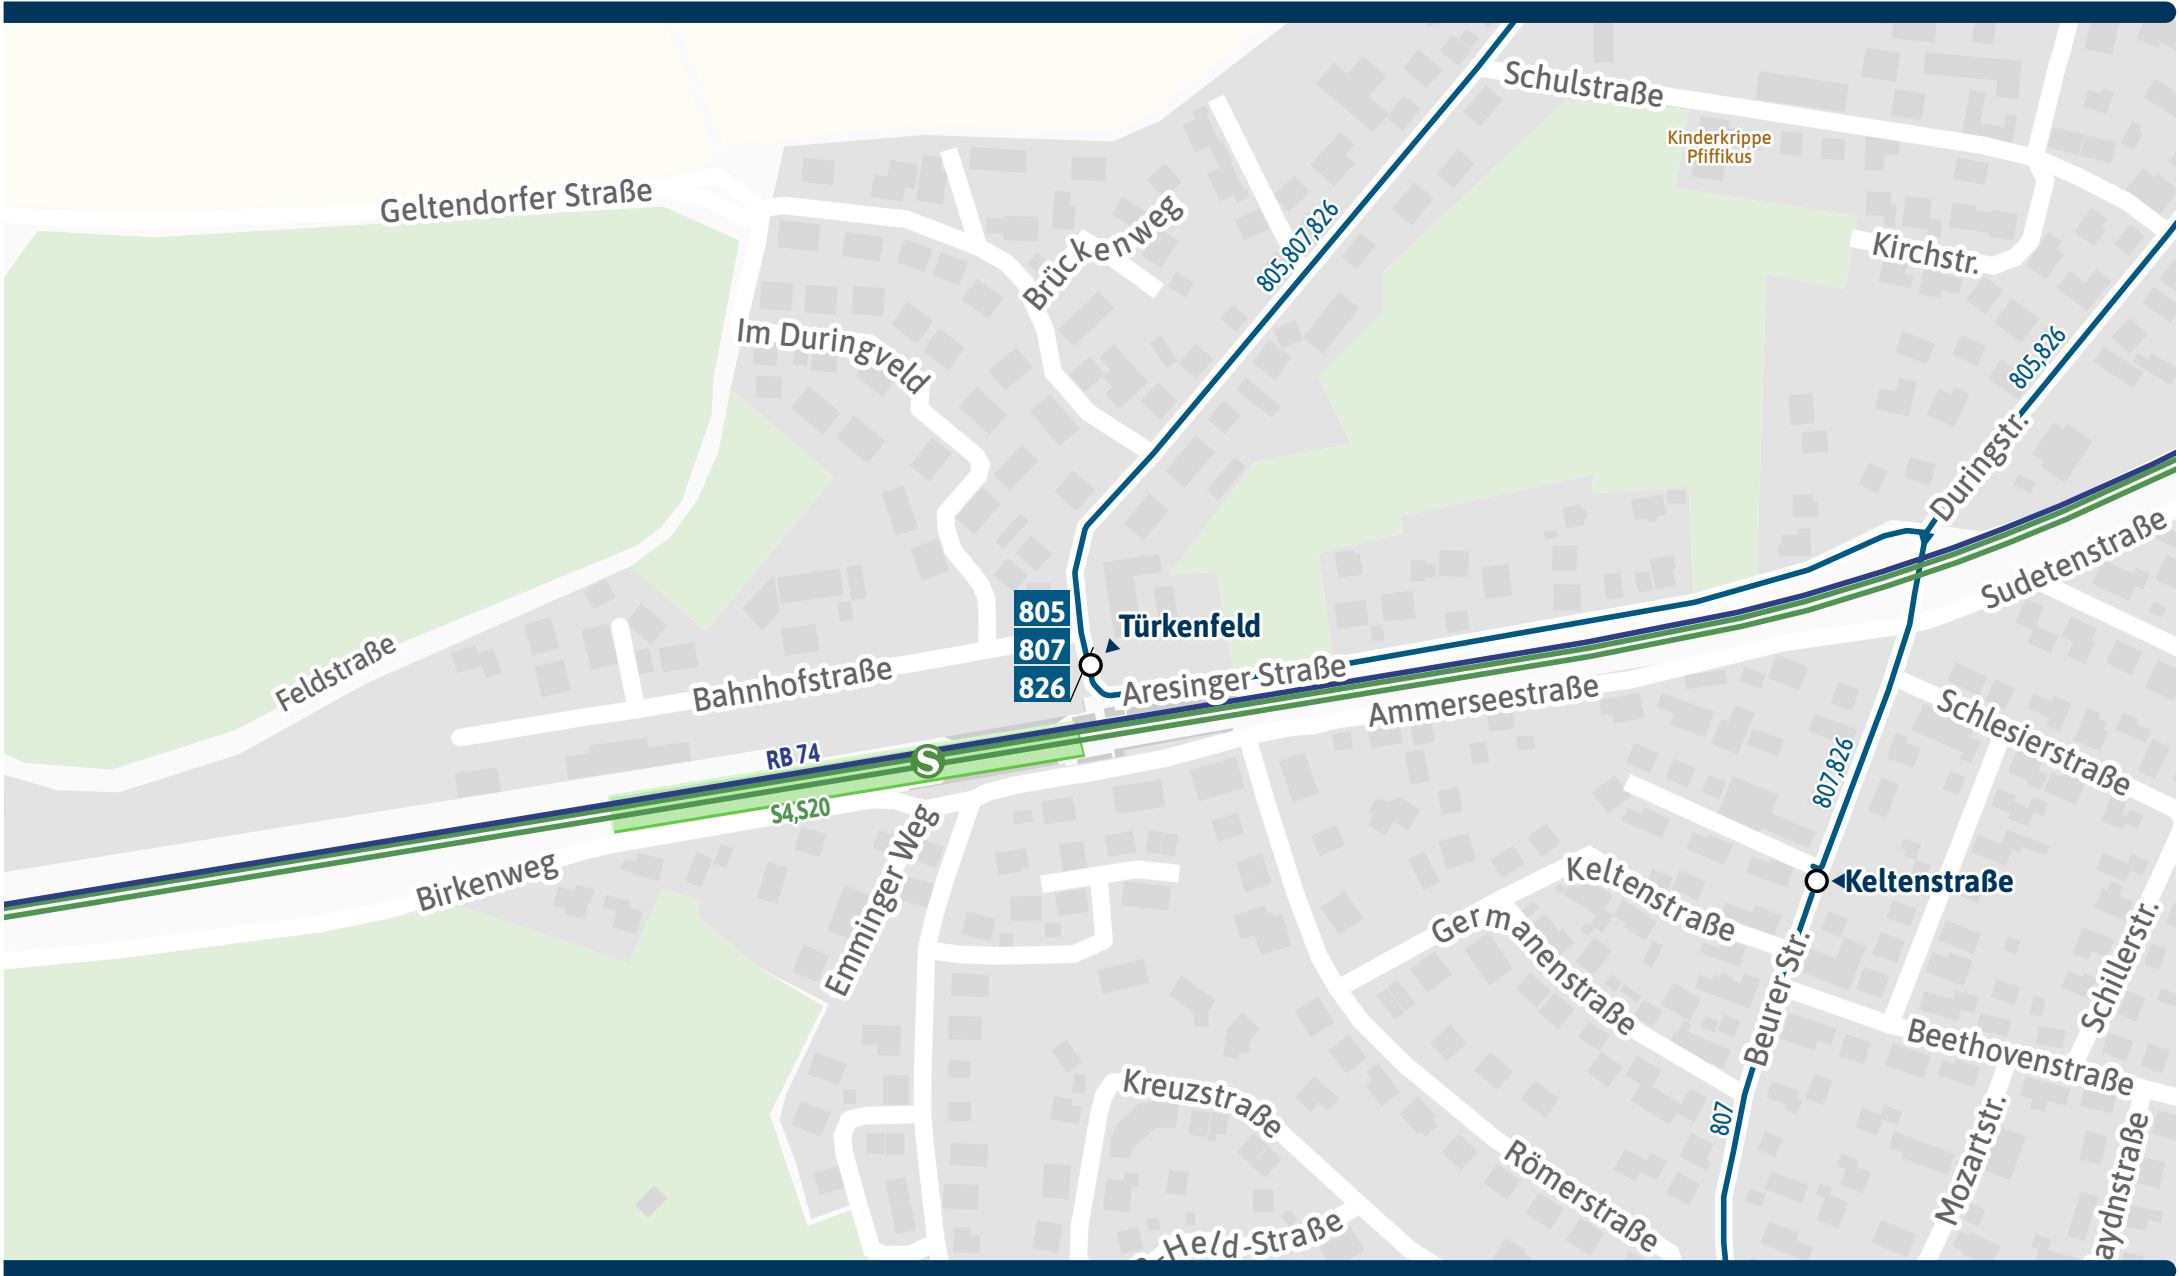 Schulstraße
Kinderkrippe
Pfiffikus
Geltendorfer Straße
Brückenweg
805,807,826
Kirchstr.
Im Duringveld
805,826
Duringstr.
Sudetenstraße
805
807
826
Türkenfeld
Feldstraße
Bahnhofstraße
Aresinger Straße
Ammerseestraße
Schlesierstraße
RB 74
S
S4,S20
807,826
Birkenweg
Emminger Weg
Keltenstraße
Keltenstraße
Germanenstraße
Beurer Str.
Schillerstr.
Beethovenstraße
Kreuzstraße
807
Römerstraße
Mozartstr.
aydnstraße
-Held-Straße